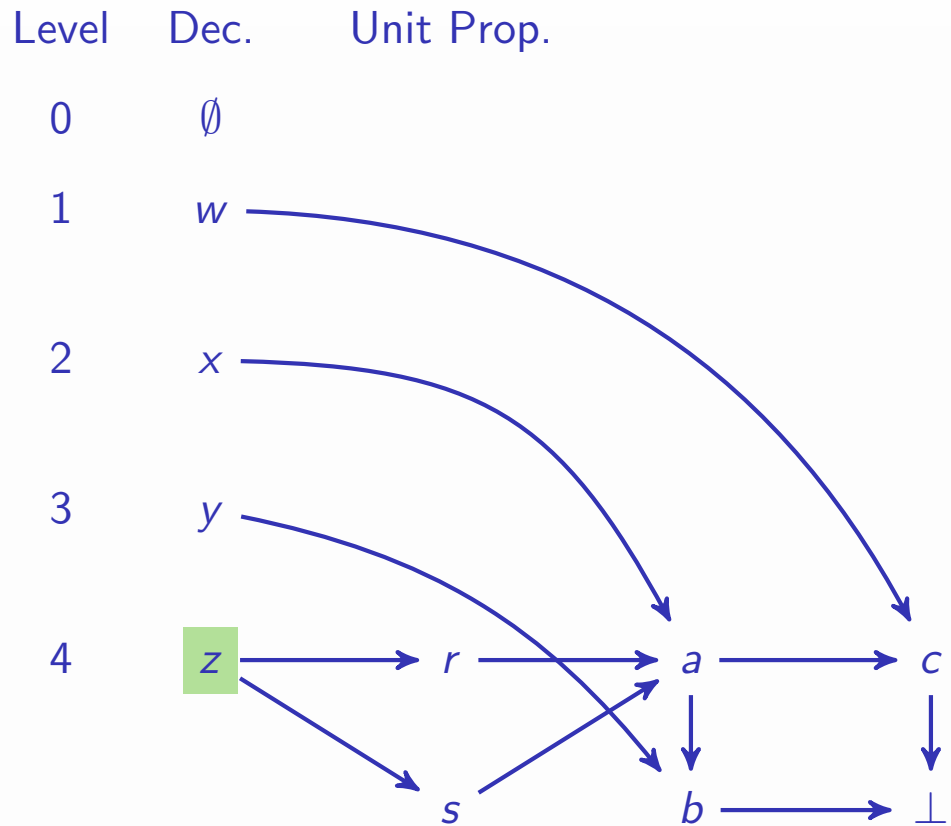 Level Dec. Unit Prop.
0 ∅
1 w
2 x
3 y
4 z r a c
s b ⊥